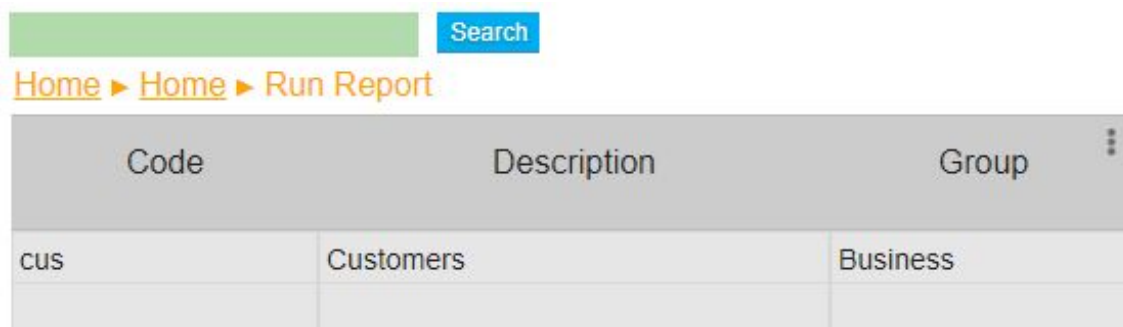 Search
Home ► Home ► Run Report
Code Description Group
cus Customers Business